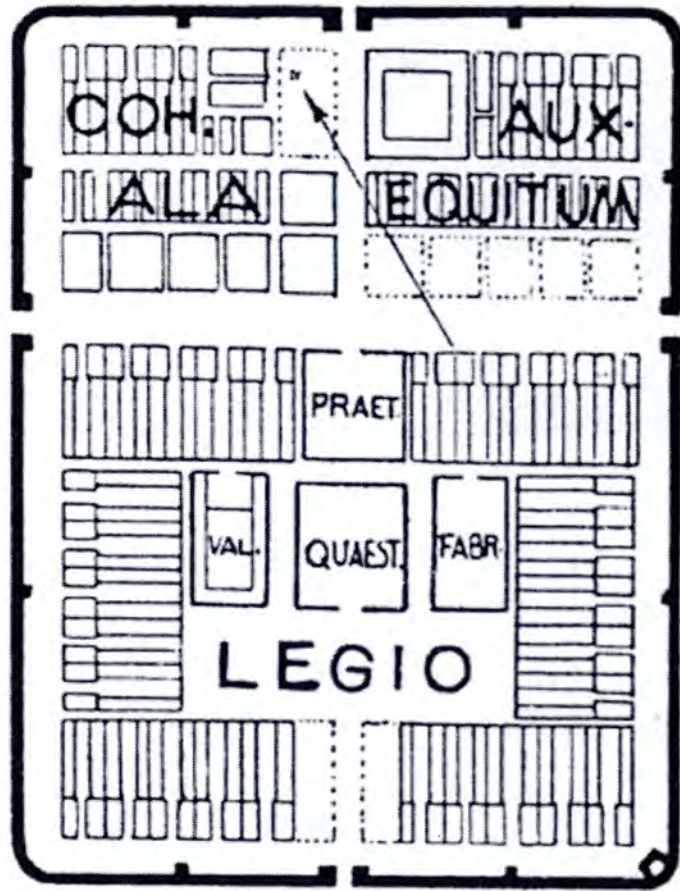 COH. AUX.
ALA EQUITUM
PRAET.
VAL. QUAEST. FABR.
LEGIO